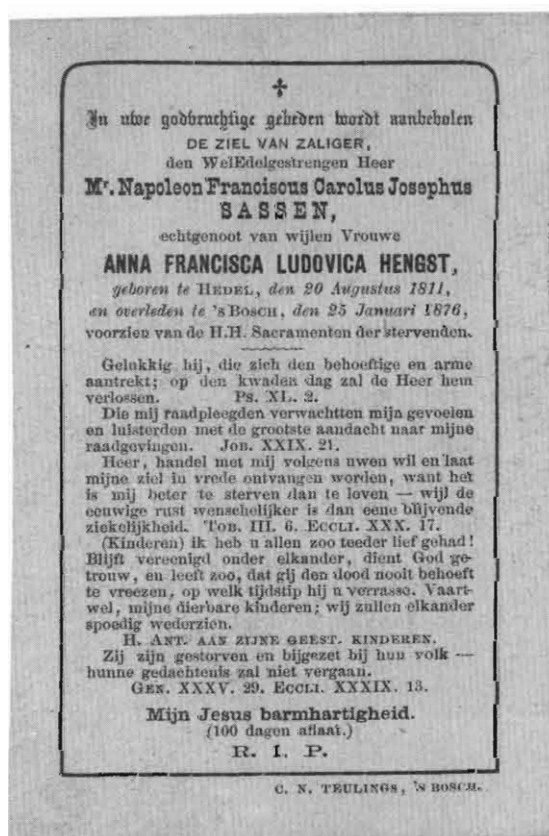 ✝
In uwe godvruchtige gebeden wordt aanbevolen
DE ZIEL VAN ZALIGER,
den WelEdelgestrengen Heer
Mr. Napoleon Franciscus Carolus Josephus
SASSEN,
echtgenoot van wijlen Vrouwe
ANNA FRANCISCA LUDOVICA HENGST,
geboren te HEDEL, den 20 Augustus 1811,
en overleden te 'sBOSCH, den 25 Januari 1876,
voorzien van de H.H. Sacramenten der stervenden.
Gelukkig hij, die zich den behoeftige en arme
aantrekt; op den kwaden dag zal de Heer hem
verlossen. Ps. XL. 2.
Die mij raadpleegden verwachtten mijn gevoelen
en luisterden met de grootste aandacht naar mijne
raadgevingen. JOB. XXIX. 21.
Heer, handel met mij volgens uwen wil en laat
mijne ziel in vrede ontvangen worden, want het
is mij beter te sterven dan te leven — wijl de
eeuwige rust wenschelijker is dan eene blijvende
ziekelijkheid. TOB. III. 6. ECCLI. XXX. 17.
(Kinderen) ik heb u allen zoo teeder lief gehad!
Blijft vereenigd onder elkander, dient God ge-
trouw, en leeft zoo, dat gij den dood nooit behoeft
te vreezen, op welk tijdstip hij u verrasse. Vaart-
wel, mijne dierbare kinderen; wij zullen elkander
spoedig wederzien.
H. ANT. AAN ZIJNE GEEST. KINDEREN.
Zij zijn gestorven en bijgezet bij hun volk —
hunne gedachtenis zal niet vergaan.
GEN. XXXV. 29. ECCLI. XXXIX. 13.
Mijn Jesus barmhartigheid.
(100 dagen aflaat.)
R. I. P.
C. N. TEULINGS, 'S BOSCH.